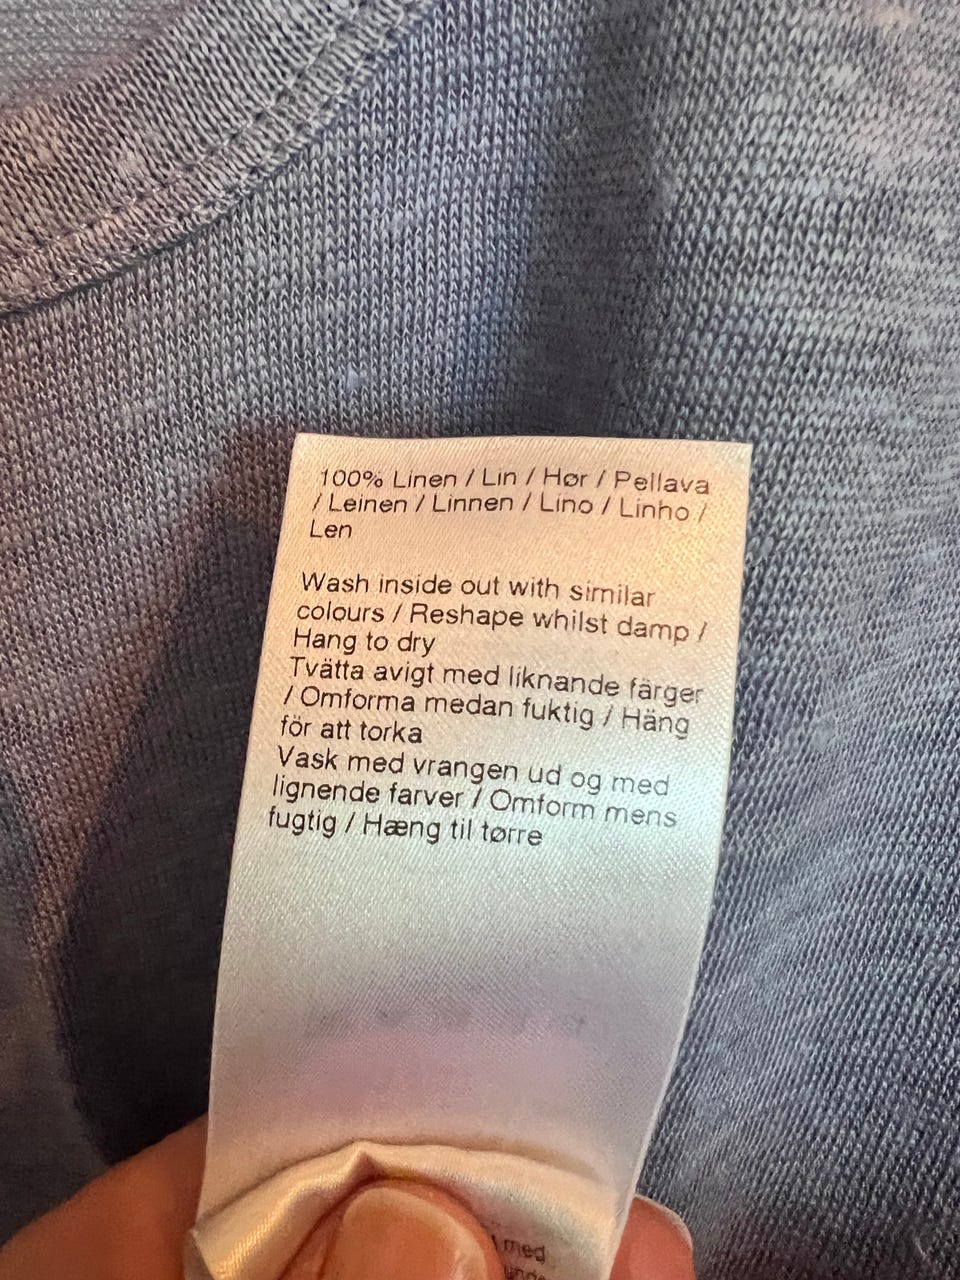 100% Linen / Lin / Hør / Pellava
/ Leinen / Linnen / Lino / Linho /
Len
Wash inside out with similar
colours / Reshape whilst damp /
Hang to dry
Tvätta avigt med liknande färger
/ Omforma medan fuktig / Häng
för att torka
Vask med vrangen ud og med
lignende farver / Omform mens
fugtig / Hæng til tørre
med